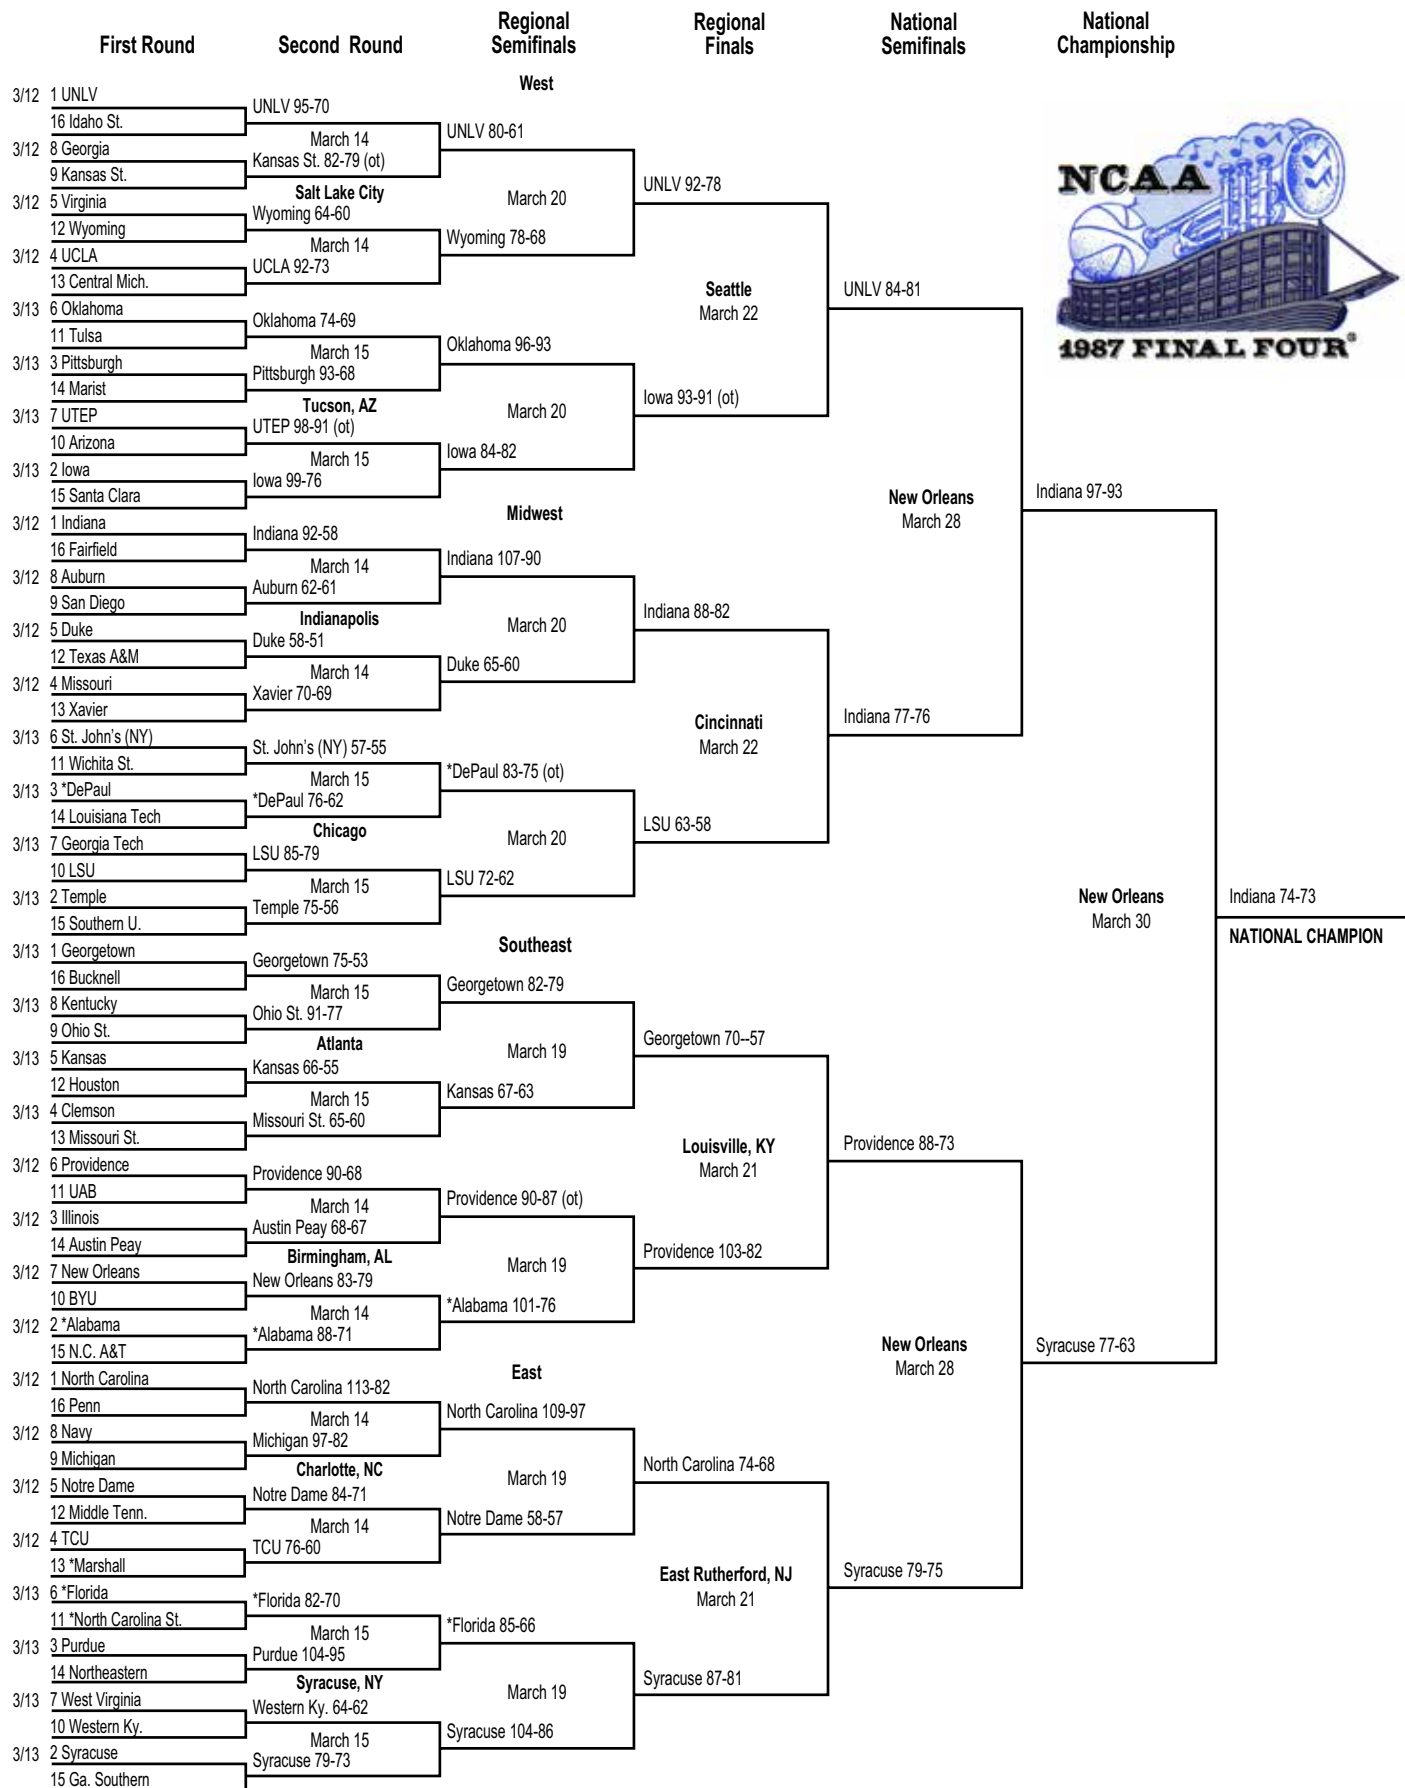 First Round
Second Round
Regional
Semifinals
Regional
Finals
National
Semifinals
National
Championship
West
3/12 1 UNLV
16 Idaho St.
3/12 8 Georgia
9 Kansas St.
3/12 5 Virginia
12 Wyoming
3/12 4 UCLA
13 Central Mich.
3/13 6 Oklahoma
11 Tulsa
3/13 3 Pittsburgh
14 Marist
3/13 7 UTEP
10 Arizona
3/13 2 Iowa
15 Santa Clara
UNLV 95-70
March 14
Kansas St. 82-79 (ot)
Salt Lake City
Wyoming 64-60
March 14
UCLA 92-73
Oklahoma 74-69
March 15
Pittsburgh 93-68
Tucson, AZ
UTEP 98-91 (ot)
March 15
Iowa 99-76
UNLV 80-61
March 20
Wyoming 78-68
Oklahoma 96-93
March 20
Iowa 84-82
UNLV 92-78
Seattle
March 22
Iowa 93-91 (ot)
UNLV 84-81
Midwest
3/12 1 Indiana
16 Fairfield
3/12 8 Auburn
9 San Diego
3/12 5 Duke
12 Texas A&M
3/12 4 Missouri
13 Xavier
3/13 6 St. John's (NY)
11 Wichita St.
3/13 3 *DePaul
14 Louisiana Tech
3/13 7 Georgia Tech
10 LSU
3/13 2 Temple
15 Southern U.
Indiana 92-58
March 14
Auburn 62-61
Indianapolis
Duke 58-51
March 14
Xavier 70-69
St. John's (NY) 57-55
March 15
*DePaul 76-62
Chicago
LSU 85-79
March 15
Temple 75-56
Indiana 107-90
March 20
Duke 65-60
*DePaul 83-75 (ot)
March 20
LSU 72-62
Indiana 88-82
Cincinnati
March 22
LSU 63-58
Indiana 77-76
Southeast
3/13 1 Georgetown
16 Bucknell
3/13 8 Kentucky
9 Ohio St.
3/13 5 Kansas
12 Houston
3/13 4 Clemson
13 Missouri St.
3/12 6 Providence
11 UAB
3/12 3 Illinois
14 Austin Peay
3/12 7 New Orleans
10 BYU
3/12 2 *Alabama
15 N.C. A&T
Georgetown 75-53
March 15
Ohio St. 91-77
Atlanta
Kansas 66-55
March 15
Missouri St. 65-60
Providence 90-68
March 14
Austin Peay 68-67
Birmingham, AL
New Orleans 83-79
March 14
*Alabama 88-71
Georgetown 82-79
March 19
Kansas 67-63
Providence 90-87 (ot)
March 19
*Alabama 101-76
Georgetown 70--57
Louisville, KY
March 21
Providence 103-82
Providence 88-73
East
3/12 1 North Carolina
16 Penn
3/12 8 Navy
9 Michigan
3/12 5 Notre Dame
12 Middle Tenn.
3/12 4 TCU
13 *Marshall
3/13 6 *Florida
11 *North Carolina St.
3/13 3 Purdue
14 Northeastern
3/13 7 West Virginia
10 Western Ky.
3/13 2 Syracuse
15 Ga. Southern
North Carolina 113-82
March 14
Michigan 97-82
Charlotte, NC
Notre Dame 84-71
March 14
TCU 76-60
*Florida 82-70
March 15
Purdue 104-95
Syracuse, NY
Western Ky. 64-62
March 15
Syracuse 79-73
North Carolina 109-97
March 19
Notre Dame 58-57
*Florida 85-66
March 19
Syracuse 104-86
North Carolina 74-68
East Rutherford, NJ
March 21
Syracuse 87-81
Syracuse 79-75
New Orleans
March 28
New Orleans
March 28
Indiana 97-93
New Orleans
March 30
Syracuse 77-63
Indiana 74-73
NATIONAL CHAMPION
NCAA
1987 FINAL FOUR®